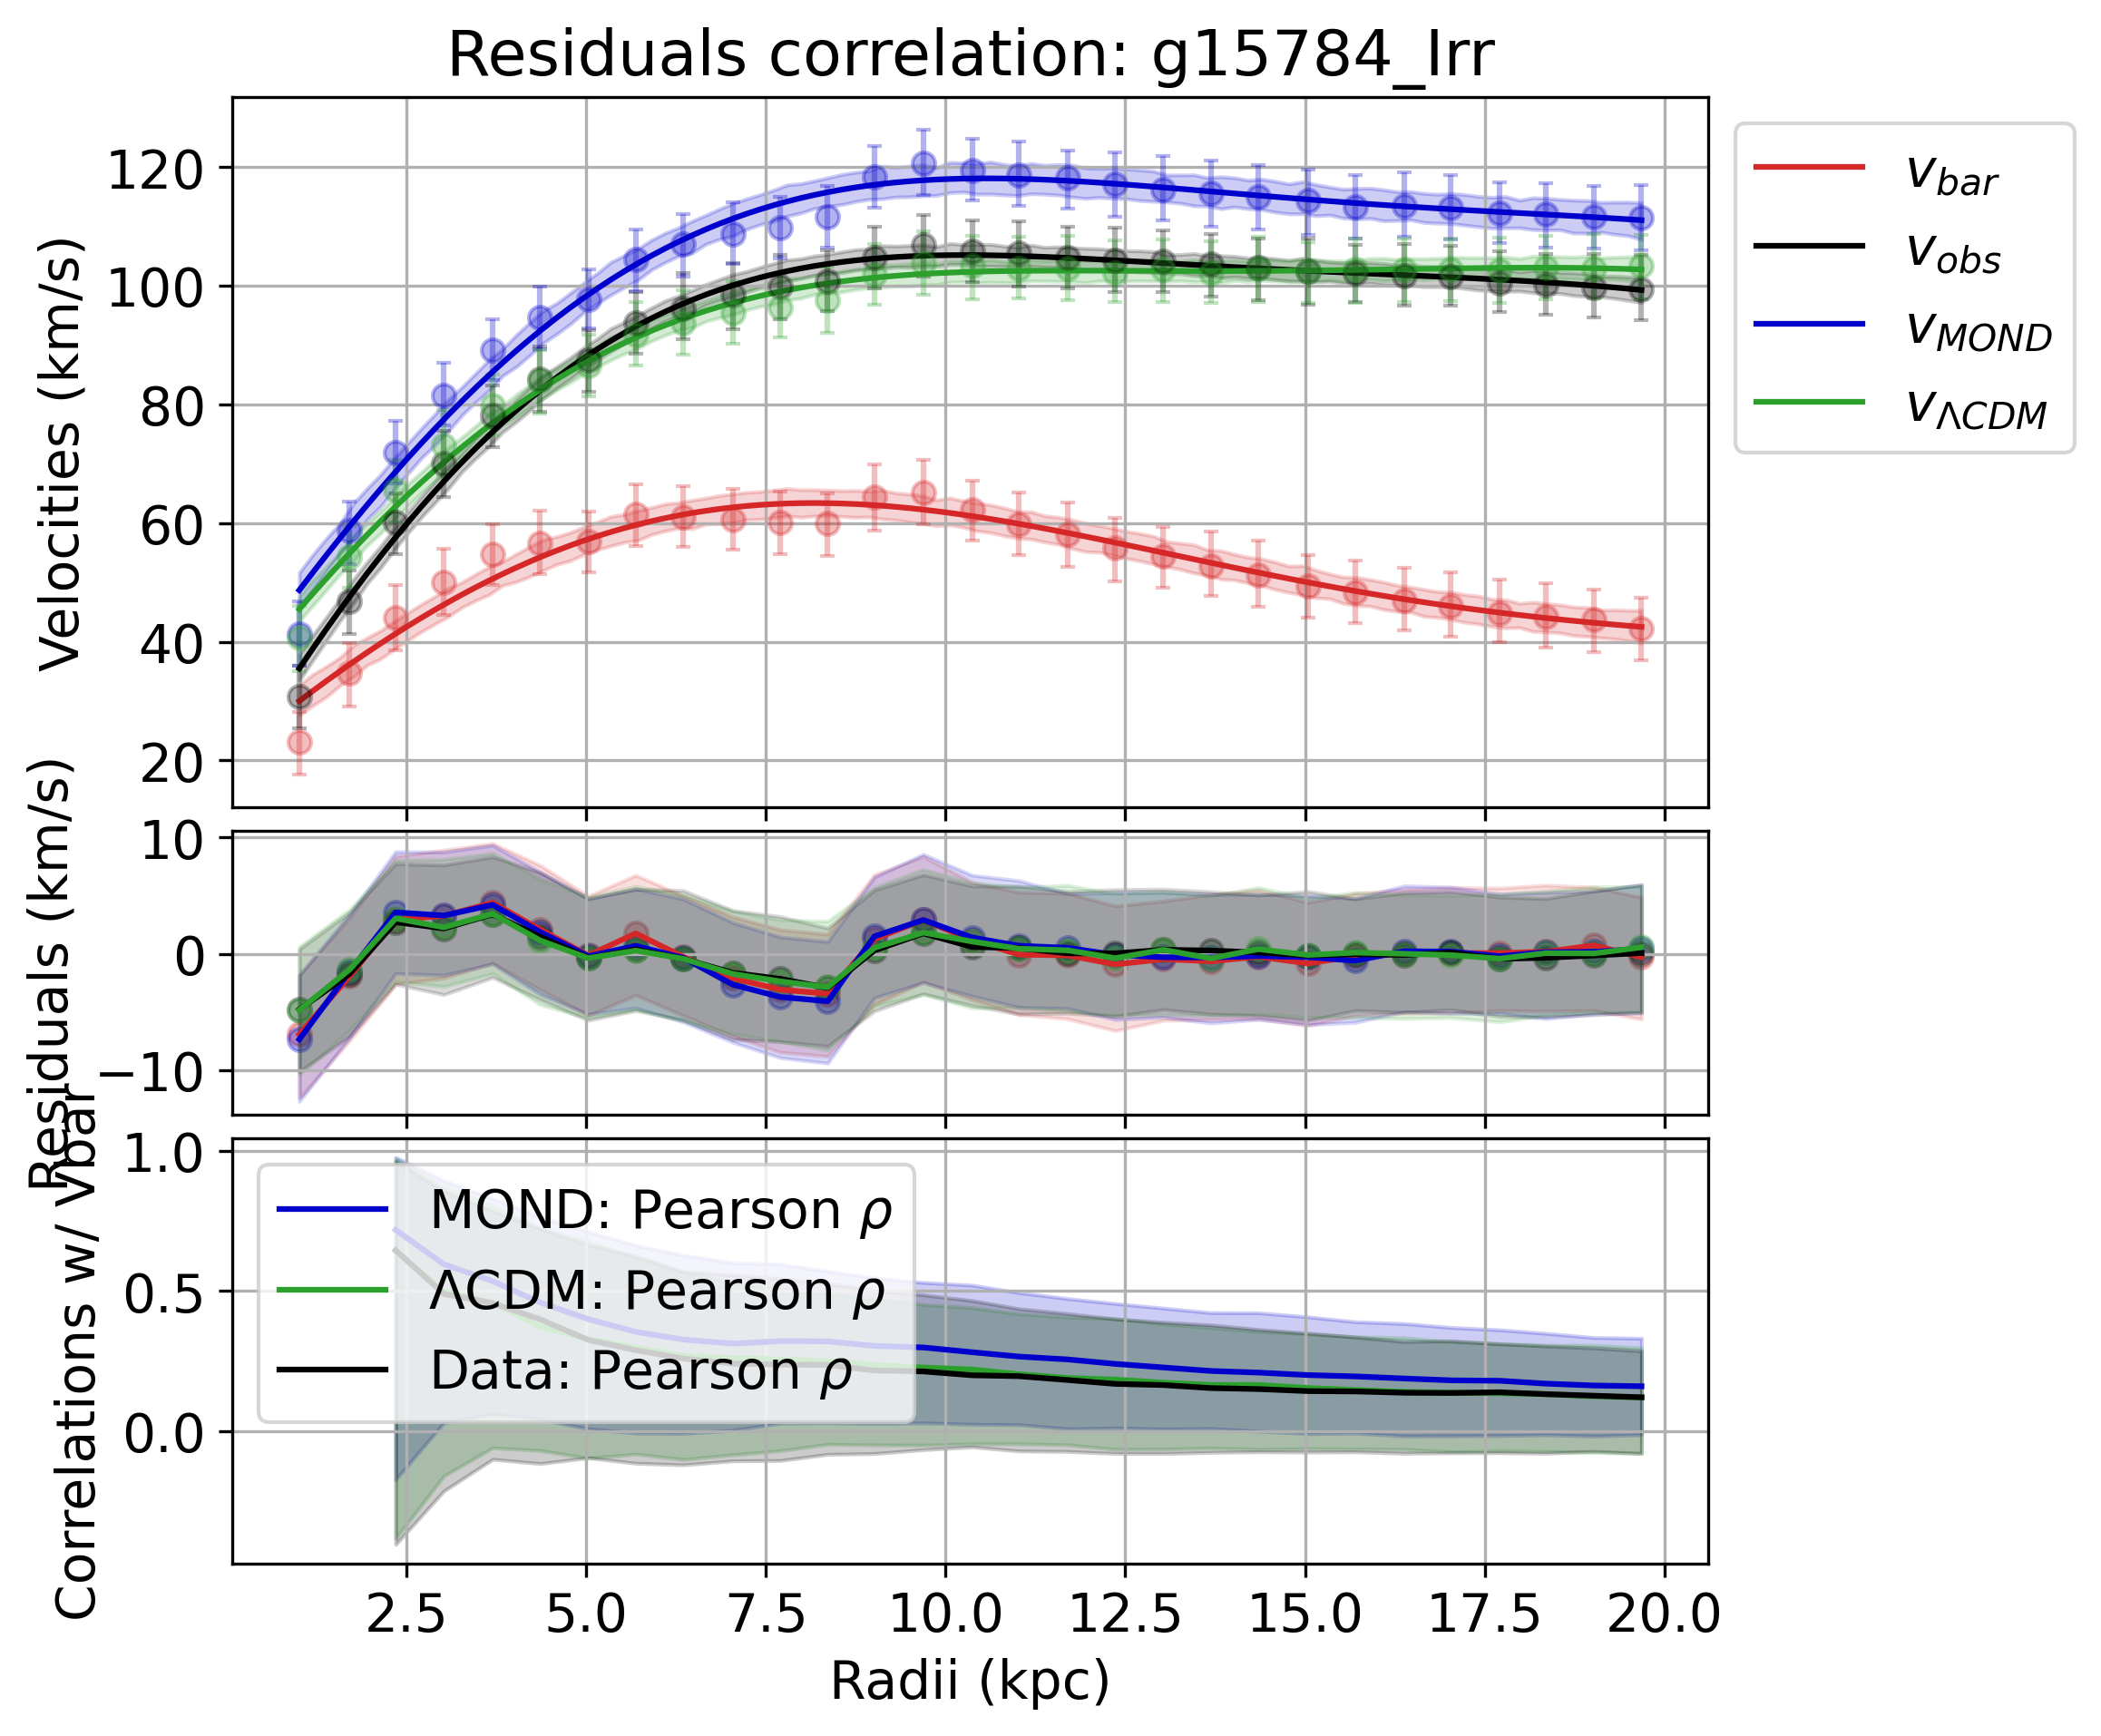 Residuals correlation: g15784_Irr
Velocities (km/s)
120
100
80
60
40
20
v_bar
v_obs
v_MOND
v_ΛCDM
Residuals (km/s)
10
0
−10
Correlations w/ Vbar
1.0
0.5
0.0
MOND: Pearson ρ
ΛCDM: Pearson ρ
Data: Pearson ρ
2.5 5.0 7.5 10.0 12.5 15.0 17.5 20.0
Radii (kpc)